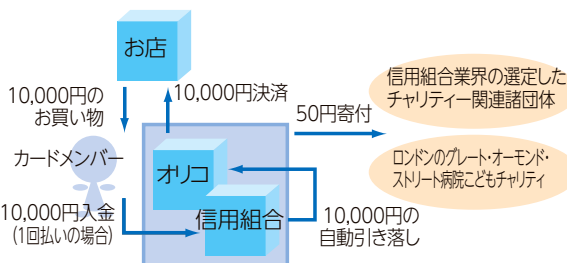 お店
10,000円の
お買い物
10,000円決済
50円寄付
信用組合業界の選定した
チャリティー関連諸団体
カードメンバー
オリコ
ロンドンのグレート・オーモンド・
ストリート病院こどもチャリティ
10,000円入金
(1回払いの場合)
信用組合
10,000円の
自動引き落し